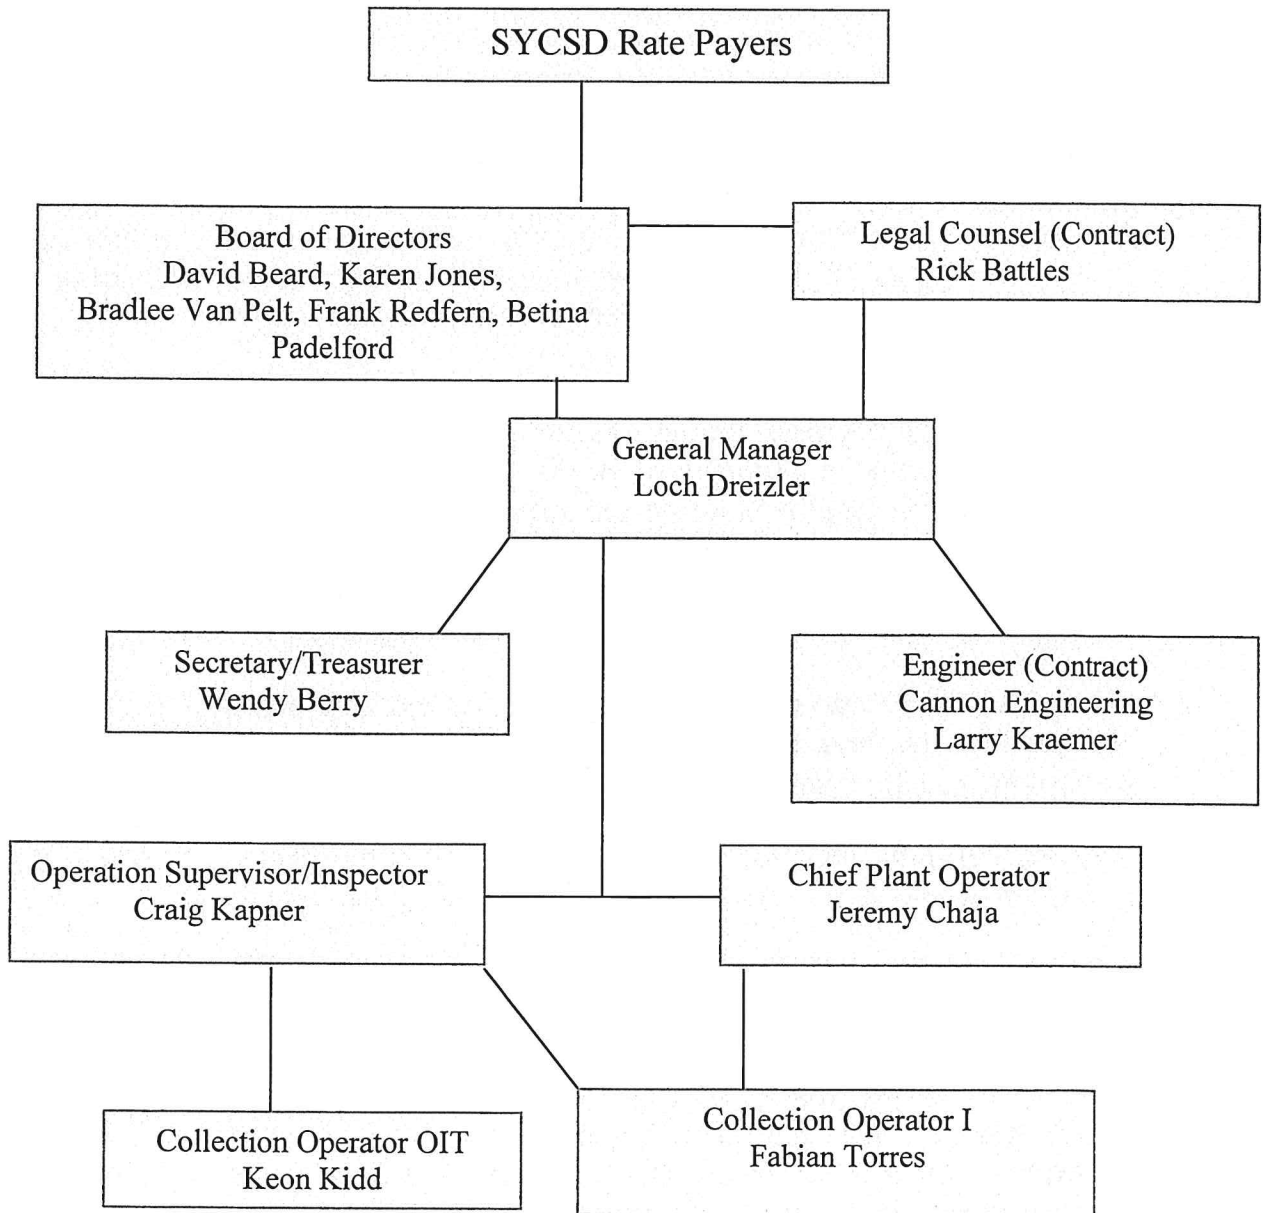 SYCSD Rate Payers
Board of Directors
David Beard, Karen Jones,
Bradlee Van Pelt, Frank Redfern, Betina
Padelford
Legal Counsel (Contract)
Rick Battles
General Manager
Loch Dreizler
Secretary/Treasurer
Wendy Berry
Engineer (Contract)
Cannon Engineering
Larry Kraemer
Operation Supervisor/Inspector
Craig Kapner
Chief Plant Operator
Jeremy Chaja
Collection Operator OIT
Keon Kidd
Collection Operator I
Fabian Torres